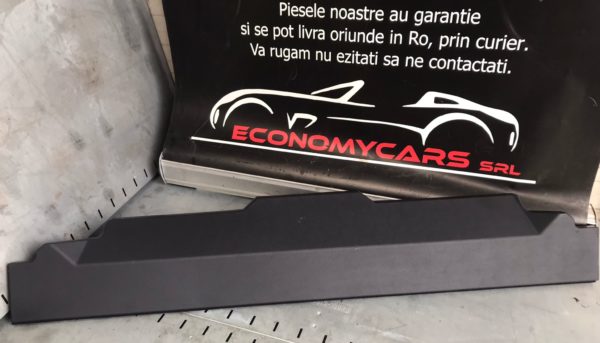 Piesele noastre au garantie
si se pot livra oriunde in Ro, prin curier.
Va rugam nu ezitati sa ne contactati.
ECONOMYCARS SRL